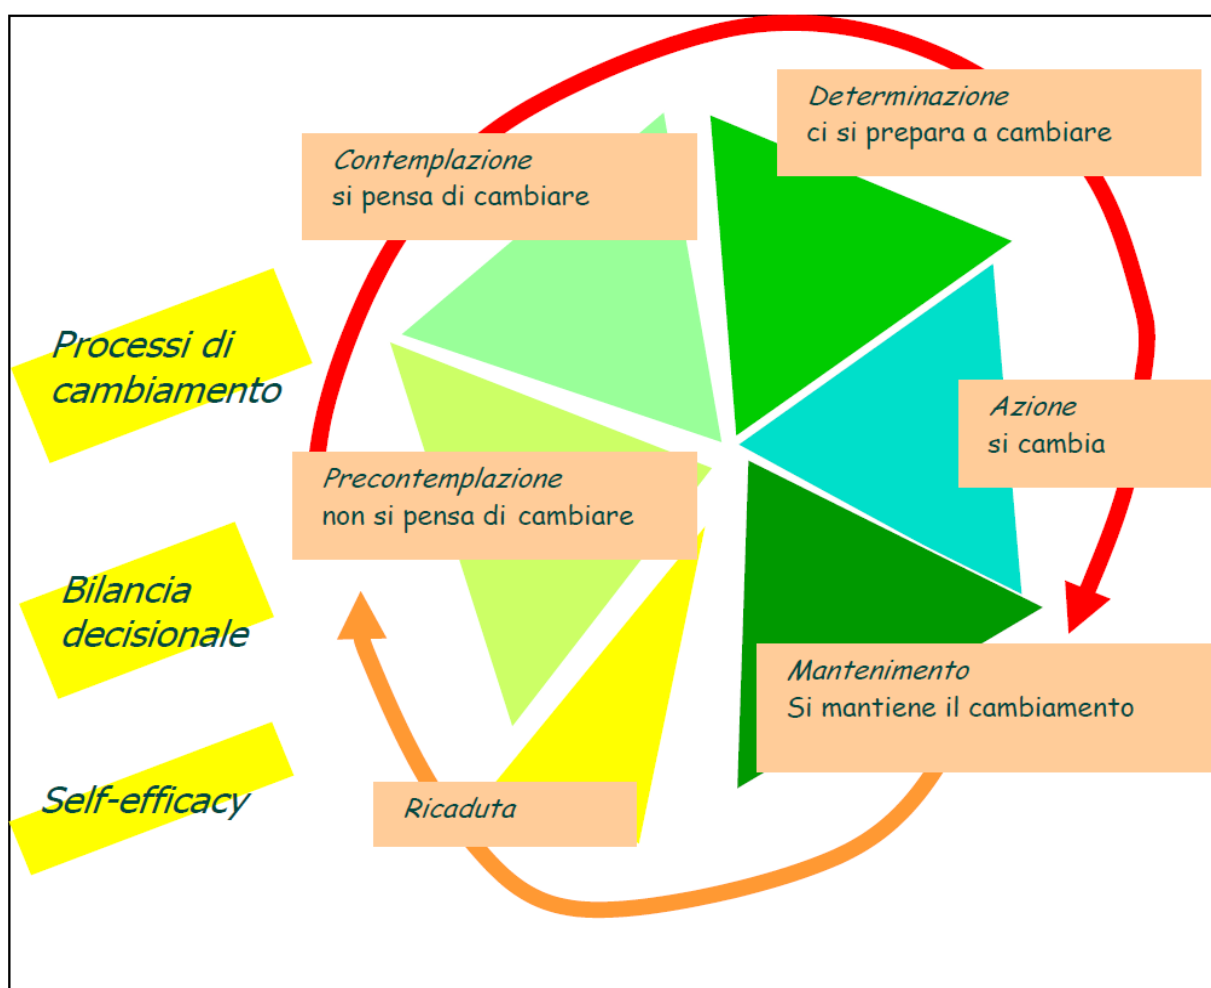 Determinazione
ci si prepara a cambiare
Contemplazione
si pensa di cambiare
Processi di
cambiamento
Azione
si cambia
Precontemplazione
non si pensa di cambiare
Bilancia
decisionale
Mantenimento
Si mantiene il cambiamento
Self-efficacy
Ricaduta